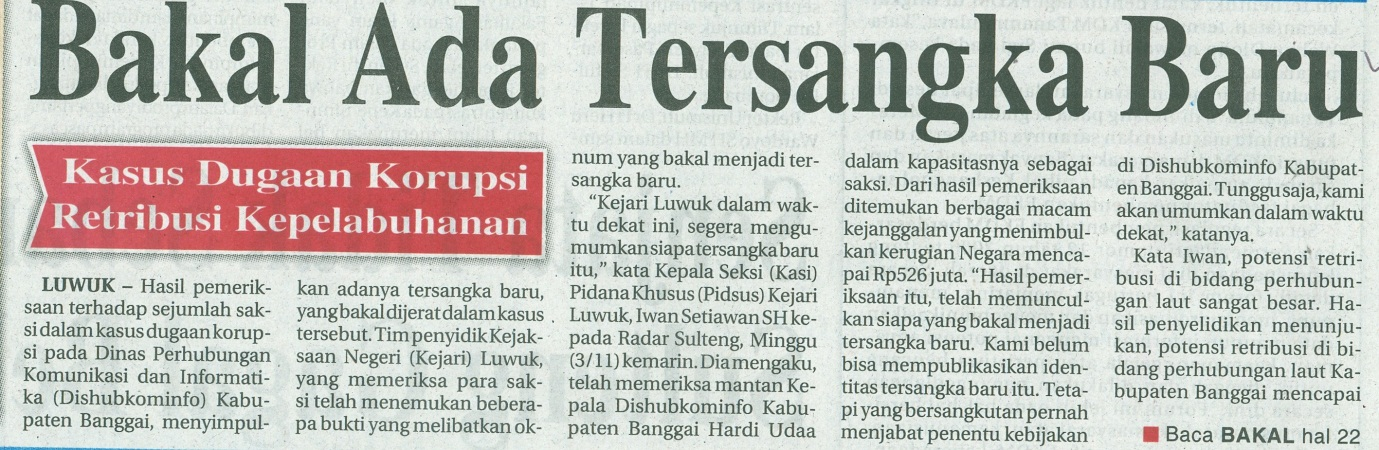 Bakal Ada Tersangka Baru
Kasus Dugaan Korupsi
Retribusi Kepelabuhanan
LUWUK – Hasil pemerik-
saan terhadap sejumlah sak-
si dalam kasus dugaan korup-
si pada Dinas Perhubungan
Komunikasi dan Informati-
ka (Dishubkominfo) Kabu-
paten Banggai, menyimpul-
kan adanya tersangka baru,
yang bakal dijerat dalam kasus
tersebut. Tim penyidik Kejak-
saan Negeri (Kejari) Luwuk,
yang memeriksa para sak-
si telah menemukan bebera-
pa bukti yang melibatkan ok-
num yang bakal menjadi ter-
sangka baru.
“Kejari Luwuk dalam wak-
tu dekat ini, segera mengu-
mumkan siapa tersangka baru
itu,” kata Kepala Seksi (Kasi)
Pidana Khusus (Pidsus) Kejari
Luwuk, Iwan Setiawan SH ke-
pada Radar Sulteng, Minggu
(3/11) kemarin. Dia mengaku,
telah memeriksa mantan Ke-
pala Dishubkominfo Kabu-
paten Banggai Hardi Udaa
dalam kapasitasnya sebagai
saksi. Dari hasil pemeriksaan
ditemukan berbagai macam
kejanggalan yang menimbul-
kan kerugian Negara menca-
pai Rp526 juta. “Hasil pemer-
iksaan itu, telah memuncul-
kan siapa yang bakal menjadi
tersangka baru. Kami belum
bisa mempublikasikan iden-
titas tersangka baru itu. Teta-
pi yang bersangkutan pernah
menjabat penentu kebijakan
di Dishubkominfo Kabupat-
en Banggai. Tunggu saja, kami
akan umumkan dalam waktu
dekat,” katanya.
Kata Iwan, potensi retri-
busi di bidang perhubun-
gan laut sangat besar. Ha-
sil penyelidikan menunju-
kan, potensi retribusi di bi-
dang perhubungan laut Ka-
bupaten Banggai mencapai
Baca BAKAL hal 22